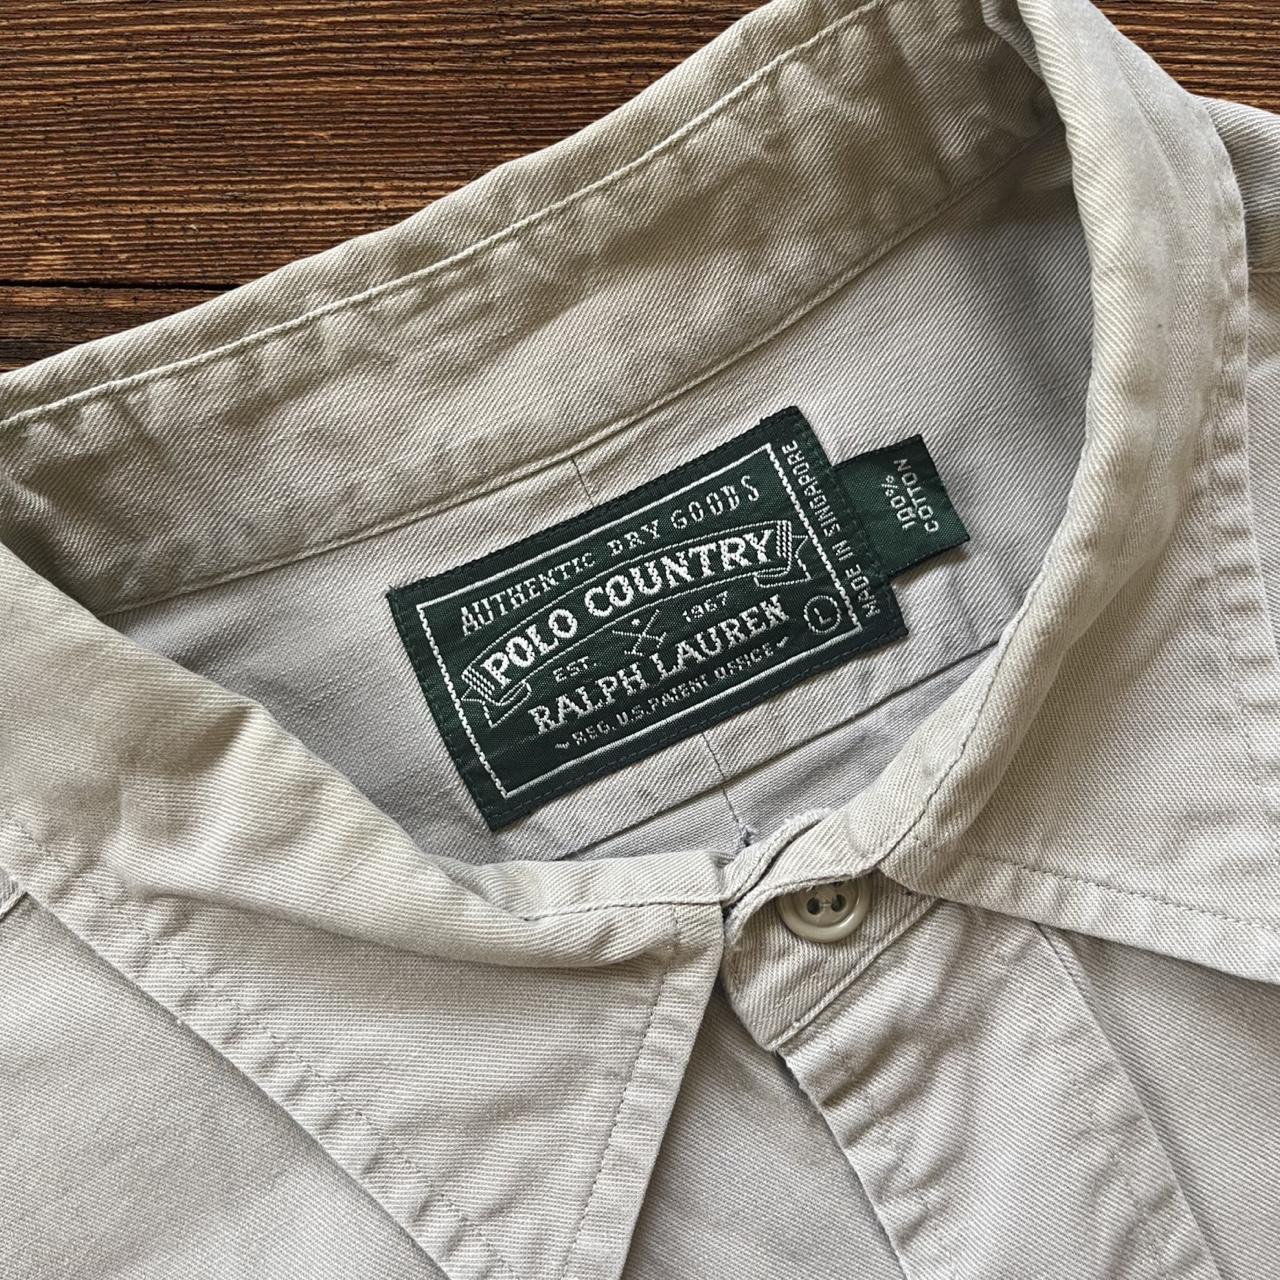 AUTHENTIC DRY GOODS
POLO COUNTRY
EST. 1967
RALPH LAUREN
REG. U.S. PATENT OFFICE
L
MADE IN SINGAPORE
100%
COTTON